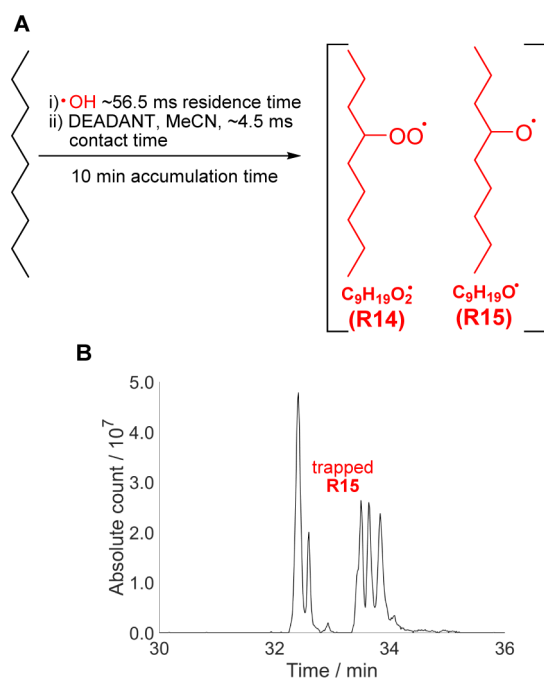 A
i) •OH ~56.5 ms residence time
ii) DEADANT, MeCN, ~4.5 ms
contact time
10 min accumulation time
OO•
O•
C₉H₁₉O₂•
(R14)
C₉H₁₉O•
(R15)
B
Absolute count / 10⁷
5.0
4.0
3.0
2.0
1.0
0.0
trapped
R15
30
32
34
36
Time / min